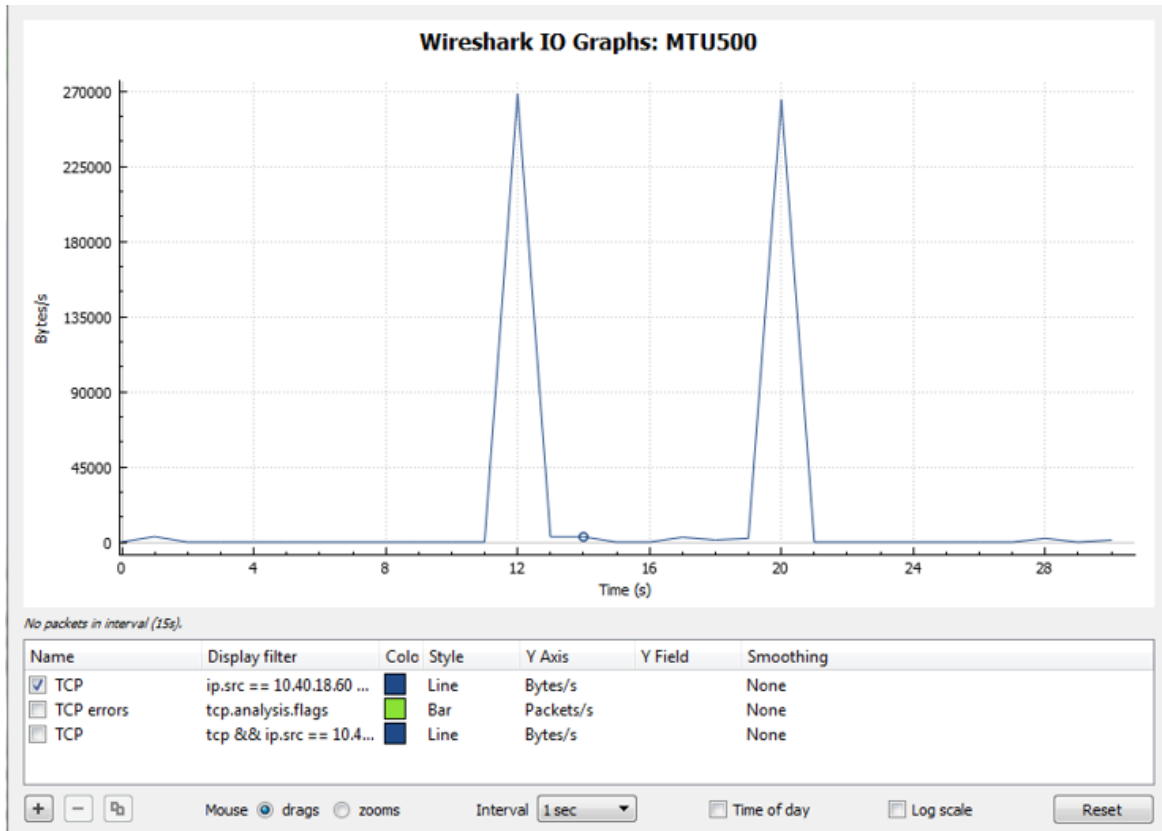 Wireshark IO Graphs: MTU500
270000
225000
180000
135000
90000
45000
0
Bytes/s
0 4 8 12 16 20 24 28
Time (s)
No packets in interval (15s).
Name Display filter Colo Style Y Axis Y Field Smoothing
TCP ip.src == 10.40.18.60 ... Line Bytes/s None
TCP errors tcp.analysis.flags Bar Packets/s None
TCP tcp && ip.src == 10.4... Line Bytes/s None
+ − Mouse drags zooms Interval 1 sec Time of day Log scale Reset